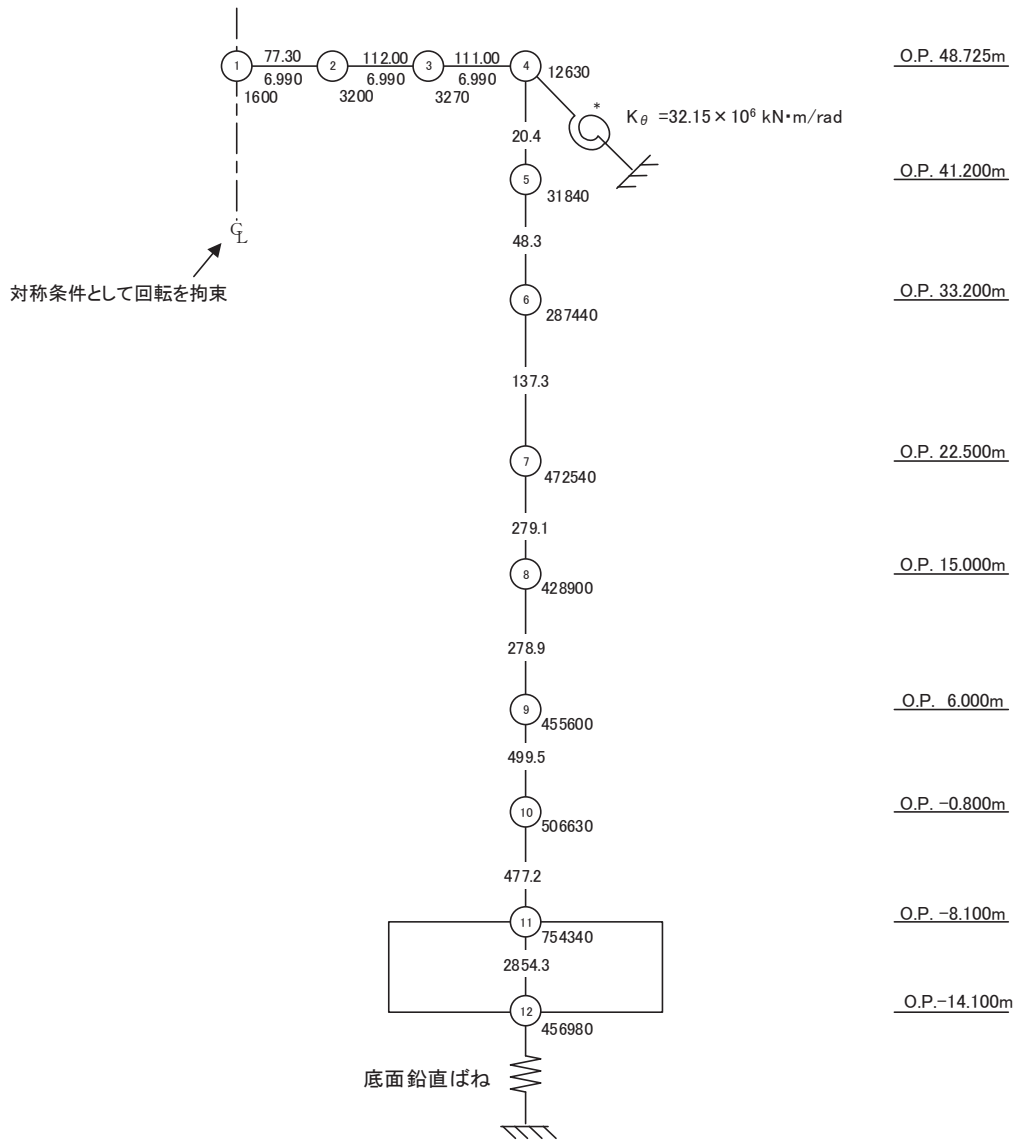 77.30 112.00 111.00
1 2 3 4 12630
6.990 6.990 6.990
1600 3200 3270
O.P. 48.725m
*
Kθ =32.15×10⁶ kN・m/rad
20.4
5
31840
O.P. 41.200m
C̵L
対称条件として回転を拘束
48.3
6
287440
O.P. 33.200m
137.3
7
472540
O.P. 22.500m
279.1
8
428900
O.P. 15.000m
278.9
9
455600
O.P. 6.000m
499.5
10
506630
O.P. -0.800m
477.2
11
754340
O.P. -8.100m
2854.3
12
456980
O.P.-14.100m
底面鉛直ばね